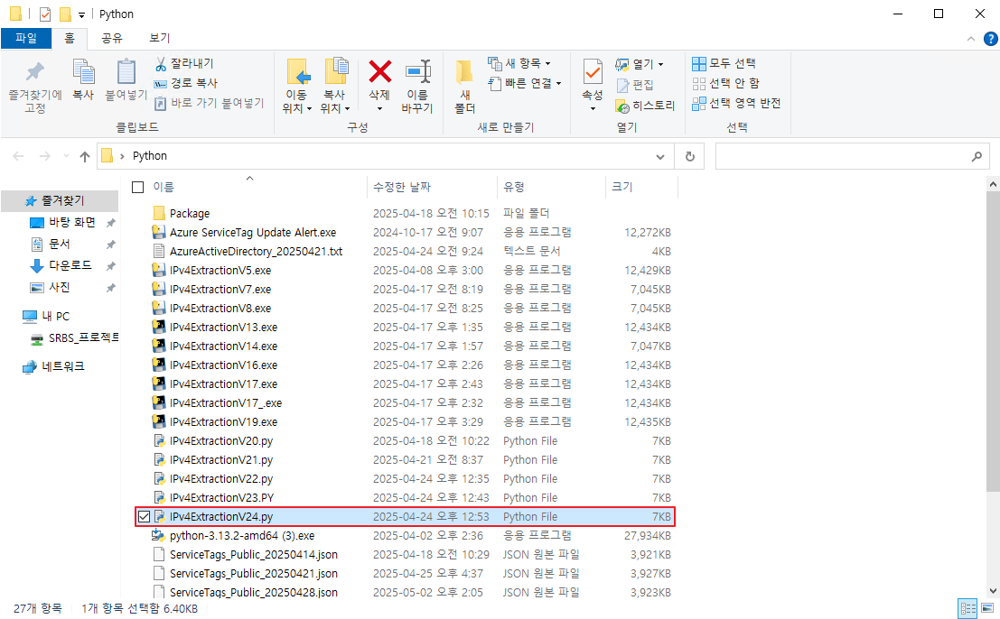 Python
파일 홈 공유 보기
즐겨찾기에 고정
복사
붙여넣기
잘라내기
경로 복사
바로 가기 붙여넣기
클립보드
이동 위치
복사 위치
삭제
이름 바꾸기
구성
새 폴더
새 항목
빠른 연결
새로 만들기
속성
열기
편집
히스토리
열기
모두 선택
선택 안 함
선택 영역 반전
선택
Python
즐겨찾기
바탕 화면
문서
다운로드
사진
내 PC
SRBS_프로젝트
네트워크
이름 수정한 날짜 유형 크기
Package 2025-04-18 오전 10:15 파일 폴더
Azure ServiceTag Update Alert.exe 2024-10-17 오전 9:07 응용 프로그램 12,272KB
AzureActiveDirectory_20250421.txt 2025-04-24 오전 9:24 텍스트 문서 4KB
IPv4ExtractionV5.exe 2025-04-08 오후 3:00 응용 프로그램 12,429KB
IPv4ExtractionV7.exe 2025-04-17 오전 8:19 응용 프로그램 7,045KB
IPv4ExtractionV8.exe 2025-04-17 오전 8:25 응용 프로그램 7,045KB
IPv4ExtractionV13.exe 2025-04-17 오후 1:35 응용 프로그램 12,434KB
IPv4ExtractionV14.exe 2025-04-17 오후 1:57 응용 프로그램 7,047KB
IPv4ExtractionV16.exe 2025-04-17 오후 2:26 응용 프로그램 12,434KB
IPv4ExtractionV17.exe 2025-04-17 오후 2:43 응용 프로그램 12,434KB
IPv4ExtractionV17_.exe 2025-04-17 오후 2:32 응용 프로그램 12,434KB
IPv4ExtractionV19.exe 2025-04-17 오후 3:29 응용 프로그램 12,435KB
IPv4ExtractionV20.py 2025-04-18 오전 10:22 Python File 7KB
IPv4ExtractionV21.py 2025-04-21 오전 8:37 Python File 7KB
IPv4ExtractionV22.py 2025-04-24 오후 12:35 Python File 7KB
IPv4ExtractionV23.PY 2025-04-24 오후 12:43 Python File 7KB
IPv4ExtractionV24.py 2025-04-24 오후 12:53 Python File 7KB
python-3.13.2-amd64 (3).exe 2025-04-02 오후 2:36 응용 프로그램 27,934KB
ServiceTags_Public_20250414.json 2025-04-18 오전 10:29 JSON 원본 파일 3,921KB
ServiceTags_Public_20250421.json 2025-04-25 오후 4:37 JSON 원본 파일 3,927KB
ServiceTags_Public_20250428.json 2025-05-02 오후 2:05 JSON 원본 파일 3,923KB
27개 항목 1개 항목 선택함 6.40KB